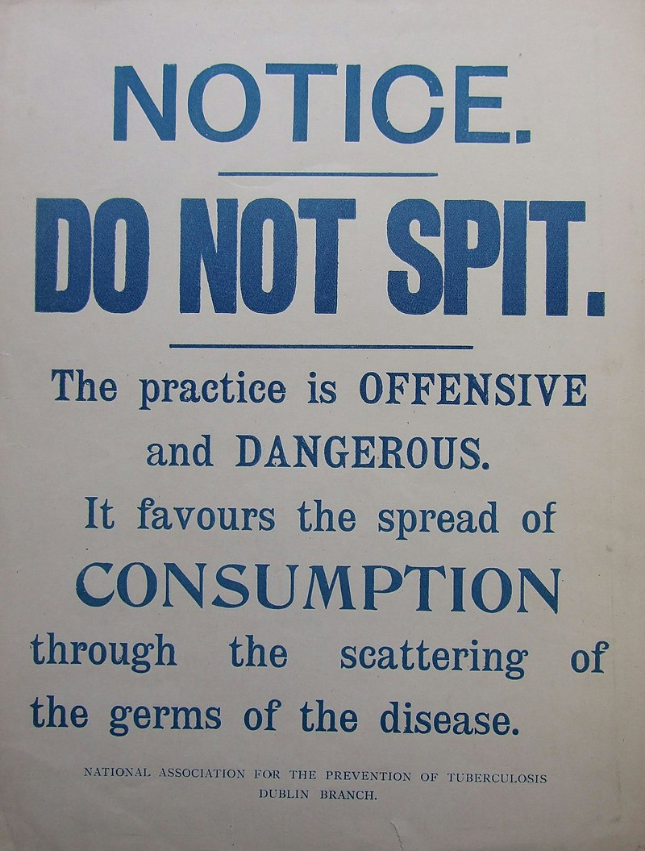 NOTICE.
DO NOT SPIT.
The practice is OFFENSIVE
and DANGEROUS.
It favours the spread of
CONSUMPTION
through the scattering of
the germs of the disease.
NATIONAL ASSOCIATION FOR THE PREVENTION OF TUBERCULOSIS
DUBLIN BRANCH.